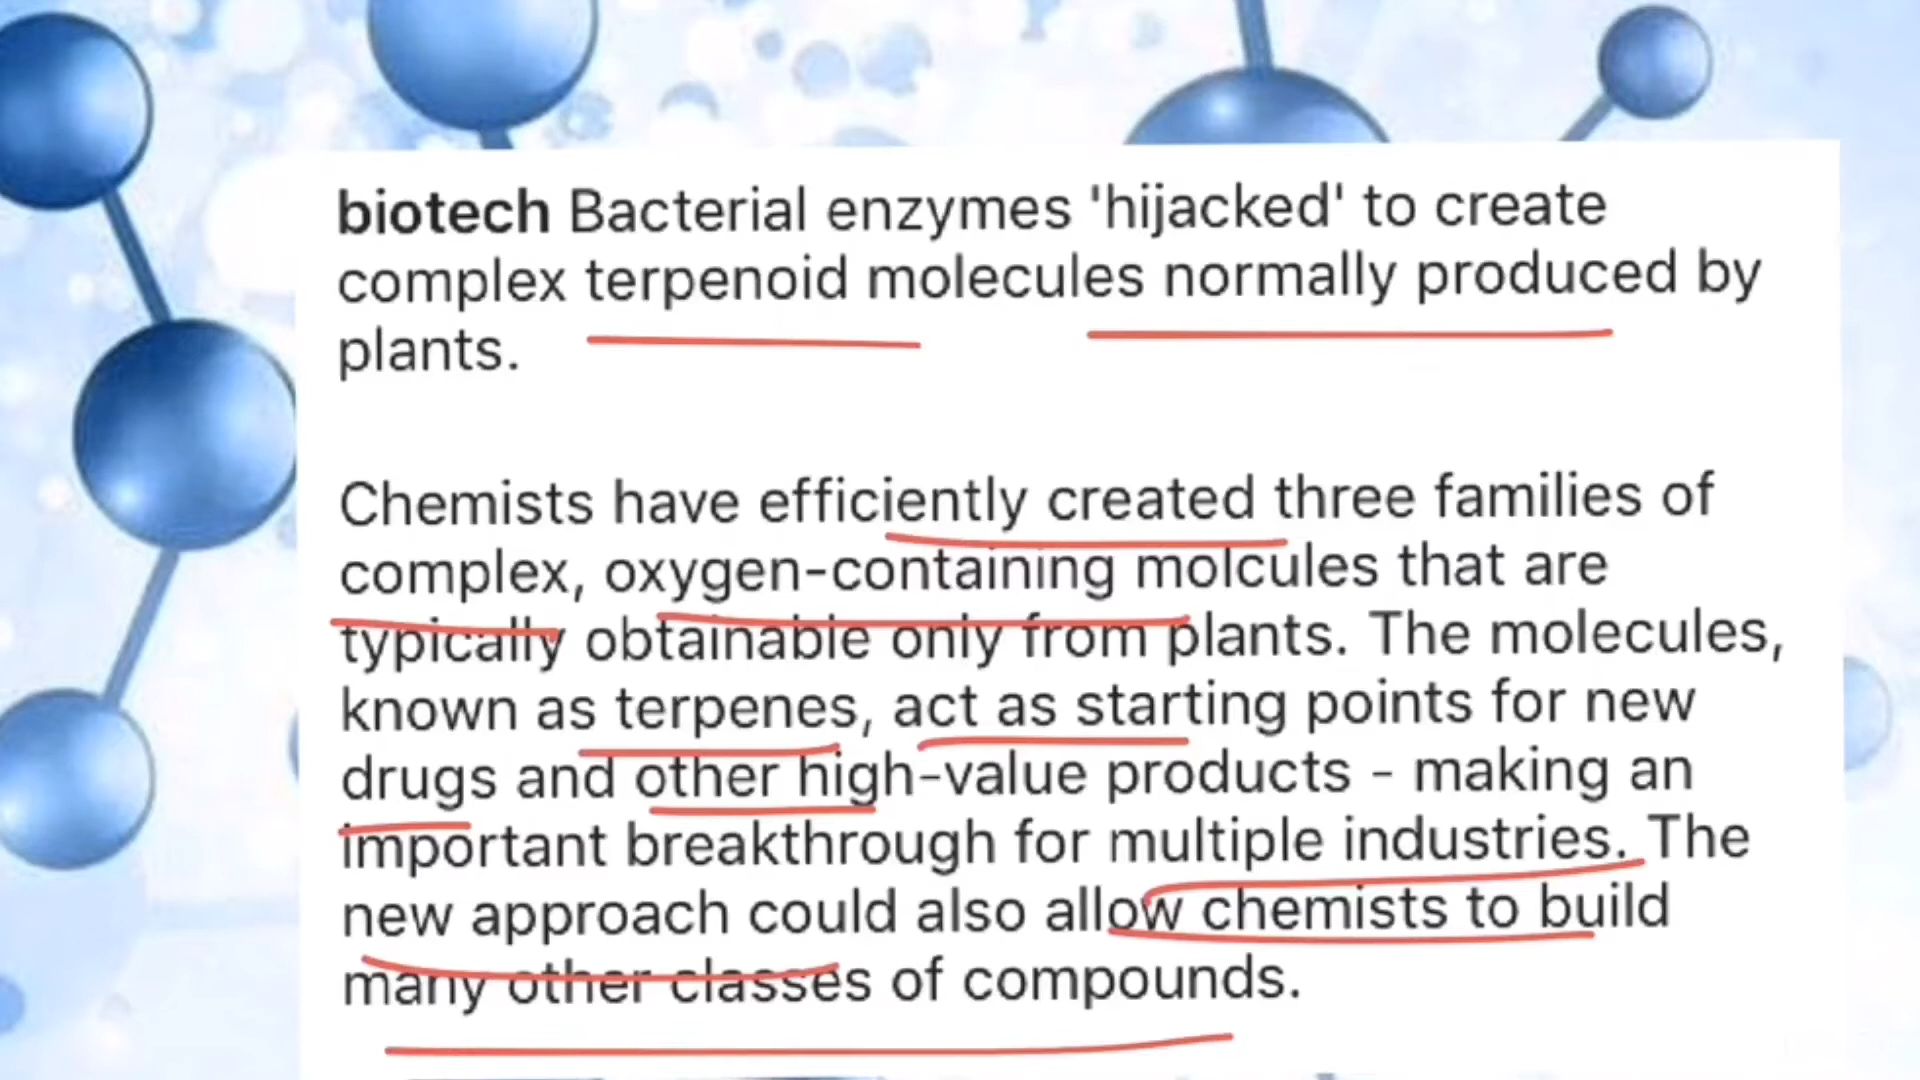 biotech Bacterial enzymes 'hijacked' to create
complex terpenoid molecules normally produced by
plants.
Chemists have efficiently created three families of
complex, oxygen-containing molcules that are
typically obtainable only from plants. The molecules,
known as terpenes, act as starting points for new
drugs and other high-value products - making an
important breakthrough for multiple industries. The
new approach could also allow chemists to build
many other classes of compounds.